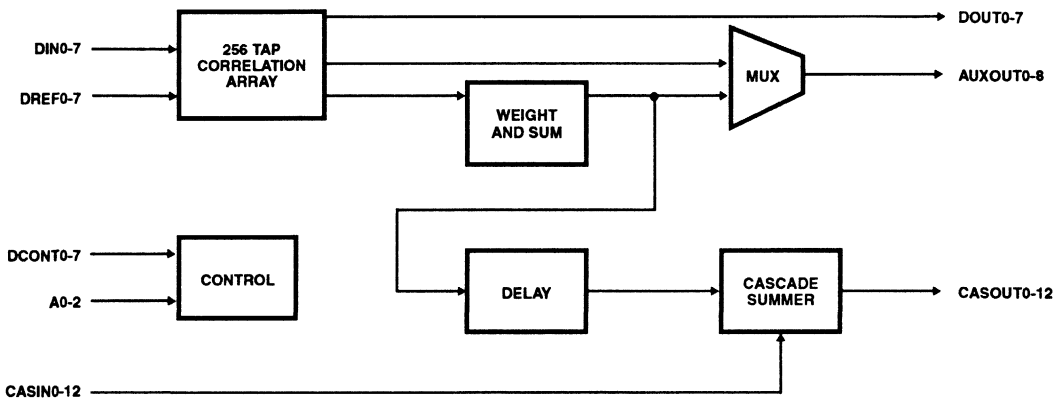 DOUT0-7
DIN0-7
256 TAP
CORRELATION
ARRAY
MUX
AUXOUT0-8
DREF0-7
WEIGHT
AND SUM
DCONT0-7
CONTROL
A0-2
DELAY
CASCADE
SUMMER
CASOUT0-12
CASIN0-12